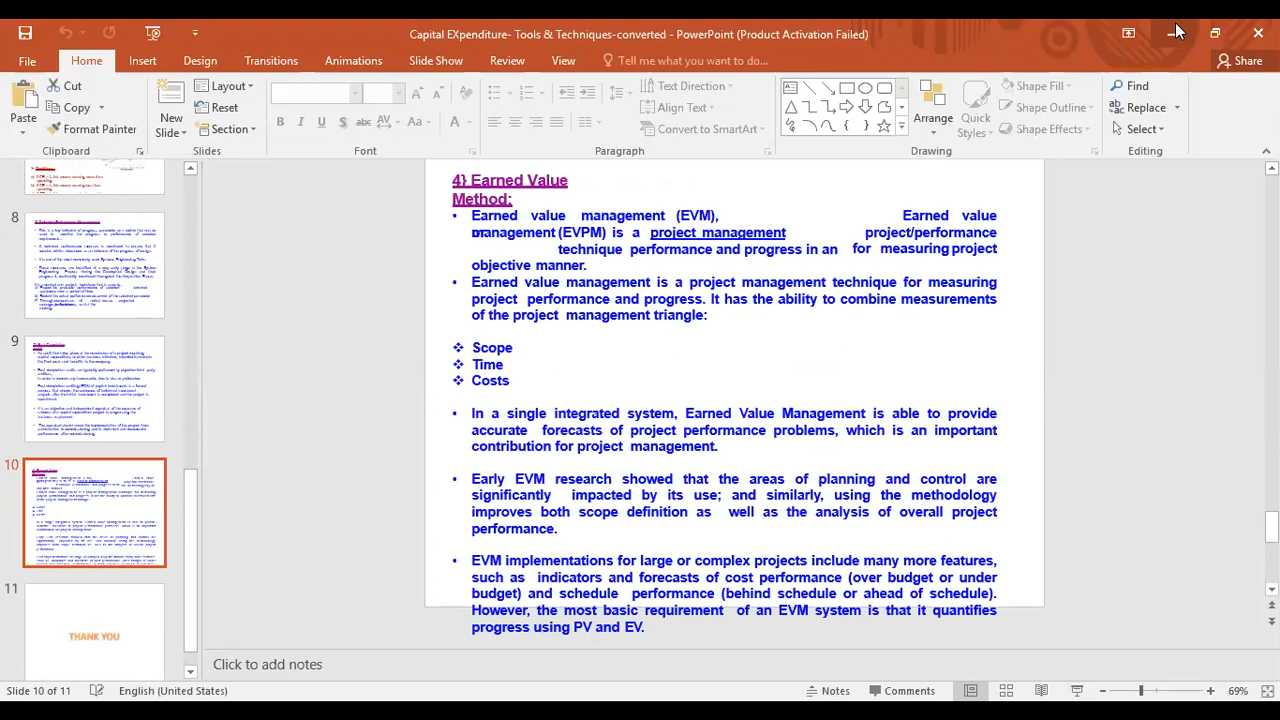 Capital EXpenditure- Tools & Techniques-converted - PowerPoint (Product Activation Failed)
File Home Insert Design Transitions Animations Slide Show Review View Tell me what you want to do... Share
Paste
Cut
Copy
Format Painter
Clipboard
New Slide
Layout
Reset
Section
Slides
B I U S abc AV Aa A
Font
Text Direction
Align Text
Convert to SmartArt
Paragraph
Arrange
Quick Styles
Shape Fill
Shape Outline
Shape Effects
Drawing
Find
Replace
Select
Editing
8
9
10
11
THANK YOU
4} Earned Value
Method:
• Earned value management (EVM), Earned value
management (EVPM) is a project management project/performance
technique performance and progress in an for measuring project
objective manner.
• Earned value management is a project management technique for measuring
project performance and progress. It has the ability to combine measurements
of the project management triangle:
❖ Scope
❖ Time
❖ Costs
• In a single integrated system, Earned Value Management is able to provide
accurate forecasts of project performance problems, which is an important
contribution for project management.
• Early EVM research showed that the areas of planning and control are
significantly impacted by its use; and similarly, using the methodology
improves both scope definition as well as the analysis of overall project
performance.
• EVM implementations for large or complex projects include many more features,
such as indicators and forecasts of cost performance (over budget or under
budget) and schedule performance (behind schedule or ahead of schedule).
However, the most basic requirement of an EVM system is that it quantifies
progress using PV and EV.
Click to add notes
Slide 10 of 11 English (United States) Notes Comments 69%